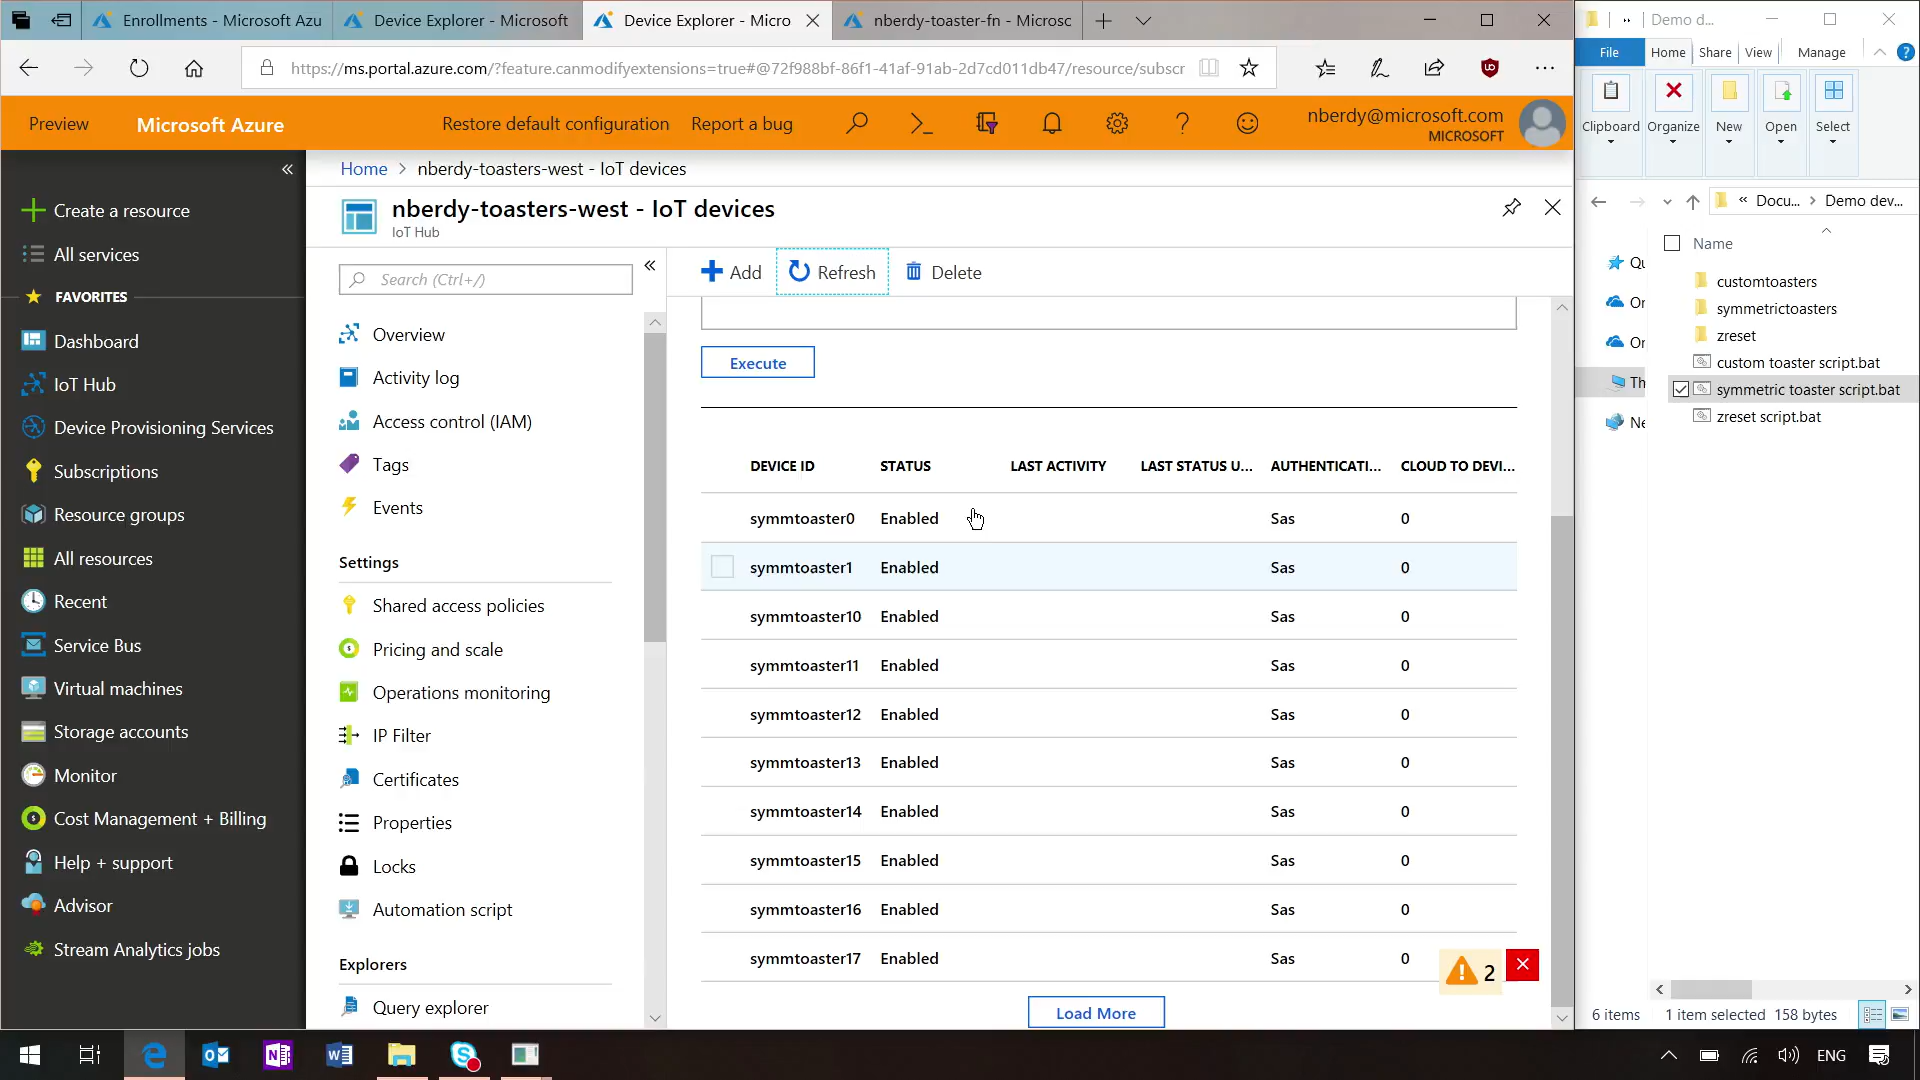 Enrollments - Microsoft Azu
Device Explorer - Microsoft
Device Explorer - Micro
nberdy-toaster-fn - Microsc
https://ms.portal.azure.com/?feature.canmodifyextensions=true#@72f988bf-86f1-41af-91ab-2d7cd011db47/resource/subscr
Preview
Microsoft Azure
Restore default configuration
Report a bug
nberdy@microsoft.com
MICROSOFT
Home > nberdy-toasters-west - IoT devices
nberdy-toasters-west - IoT devices
IoT Hub
Create a resource
All services
FAVORITES
Dashboard
IoT Hub
Device Provisioning Services
Subscriptions
Resource groups
All resources
Recent
Service Bus
Virtual machines
Storage accounts
Monitor
Cost Management + Billing
Help + support
Advisor
Stream Analytics jobs
Search (Ctrl+/)
Overview
Activity log
Access control (IAM)
Tags
Events
Settings
Shared access policies
Pricing and scale
Operations monitoring
IP Filter
Certificates
Properties
Locks
Automation script
Explorers
Query explorer
Add
Refresh
Delete
Execute
DEVICE ID STATUS LAST ACTIVITY LAST STATUS U... AUTHENTICATI... CLOUD TO DEVI...
symmtoaster0 Enabled Sas 0
symmtoaster1 Enabled Sas 0
symmtoaster10 Enabled Sas 0
symmtoaster11 Enabled Sas 0
symmtoaster12 Enabled Sas 0
symmtoaster13 Enabled Sas 0
symmtoaster14 Enabled Sas 0
symmtoaster15 Enabled Sas 0
symmtoaster16 Enabled Sas 0
symmtoaster17 Enabled Sas 0
2
Load More
Demo d...
File Home Share View Manage
Clipboard Organize New Open Select
« Docu... > Demo dev...
Name
Qu
Or
Or
Th
Ne
customtoasters
symmetrictoasters
zreset
custom toaster script.bat
symmetric toaster script.bat
zreset script.bat
6 items 1 item selected 158 bytes
ENG